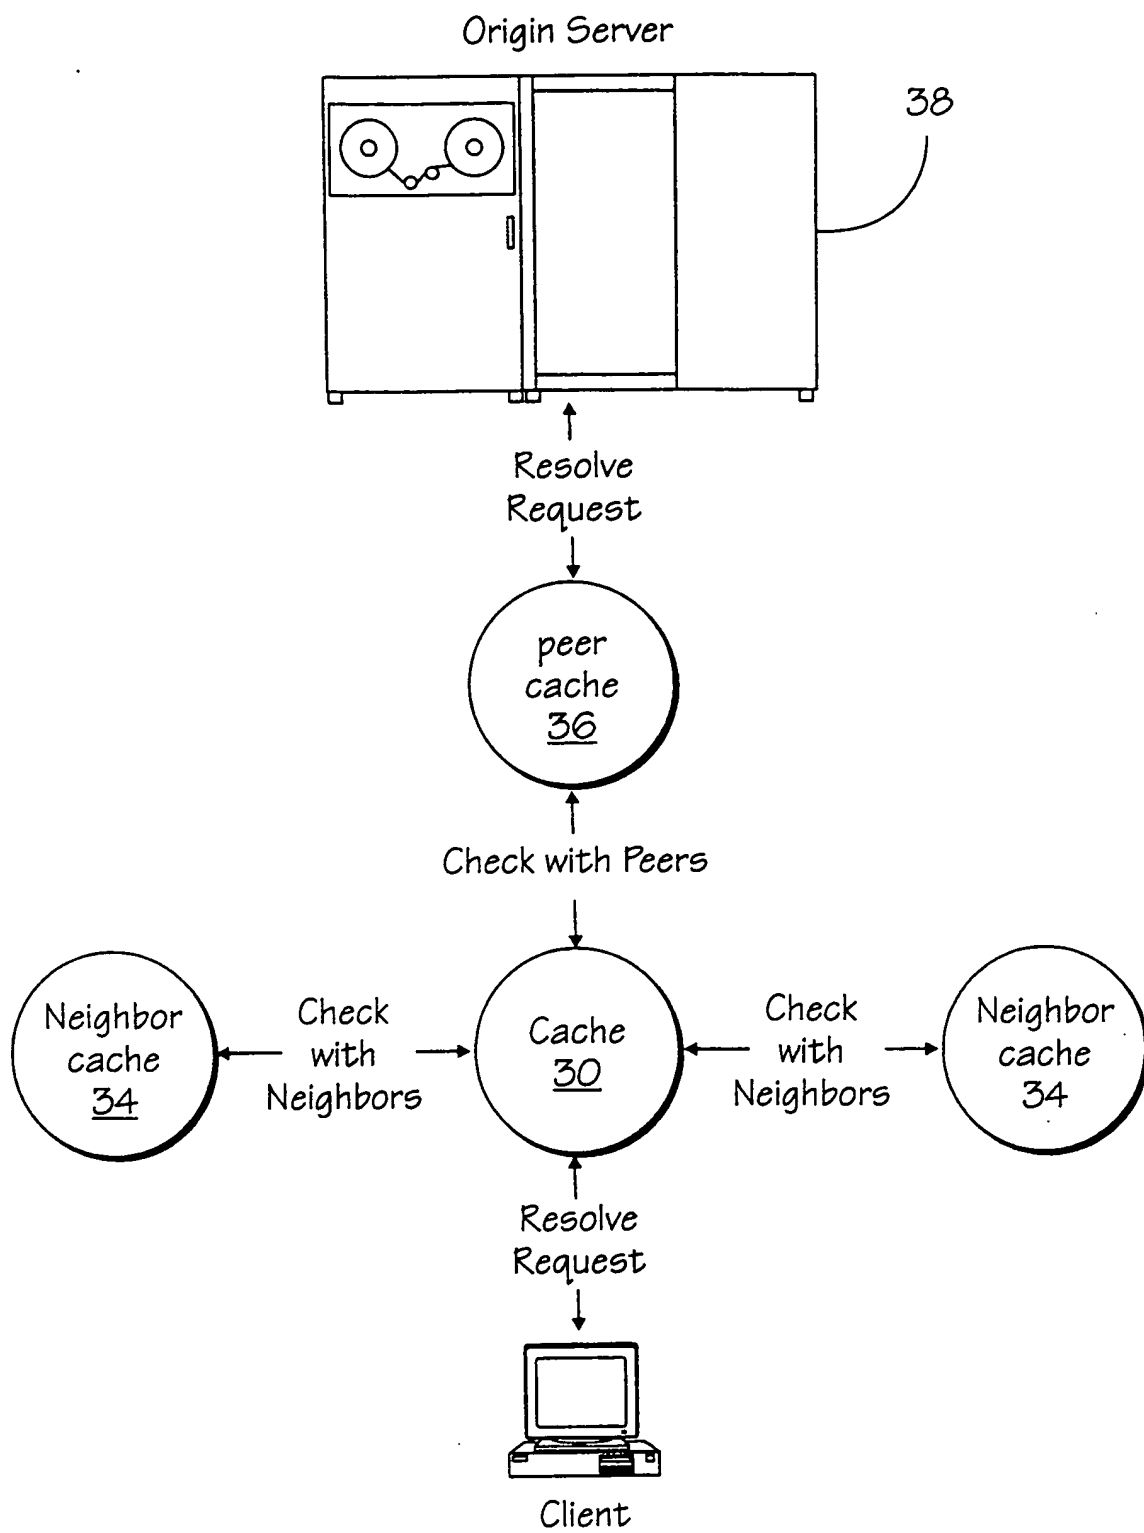 Origin Server
38
Resolve
Request
peer
cache
36
Check with Peers
Neighbor
cache
34
Check
with
Neighbors
Cache
30
Check
with
Neighbors
Neighbor
cache
34
Resolve
Request
Client